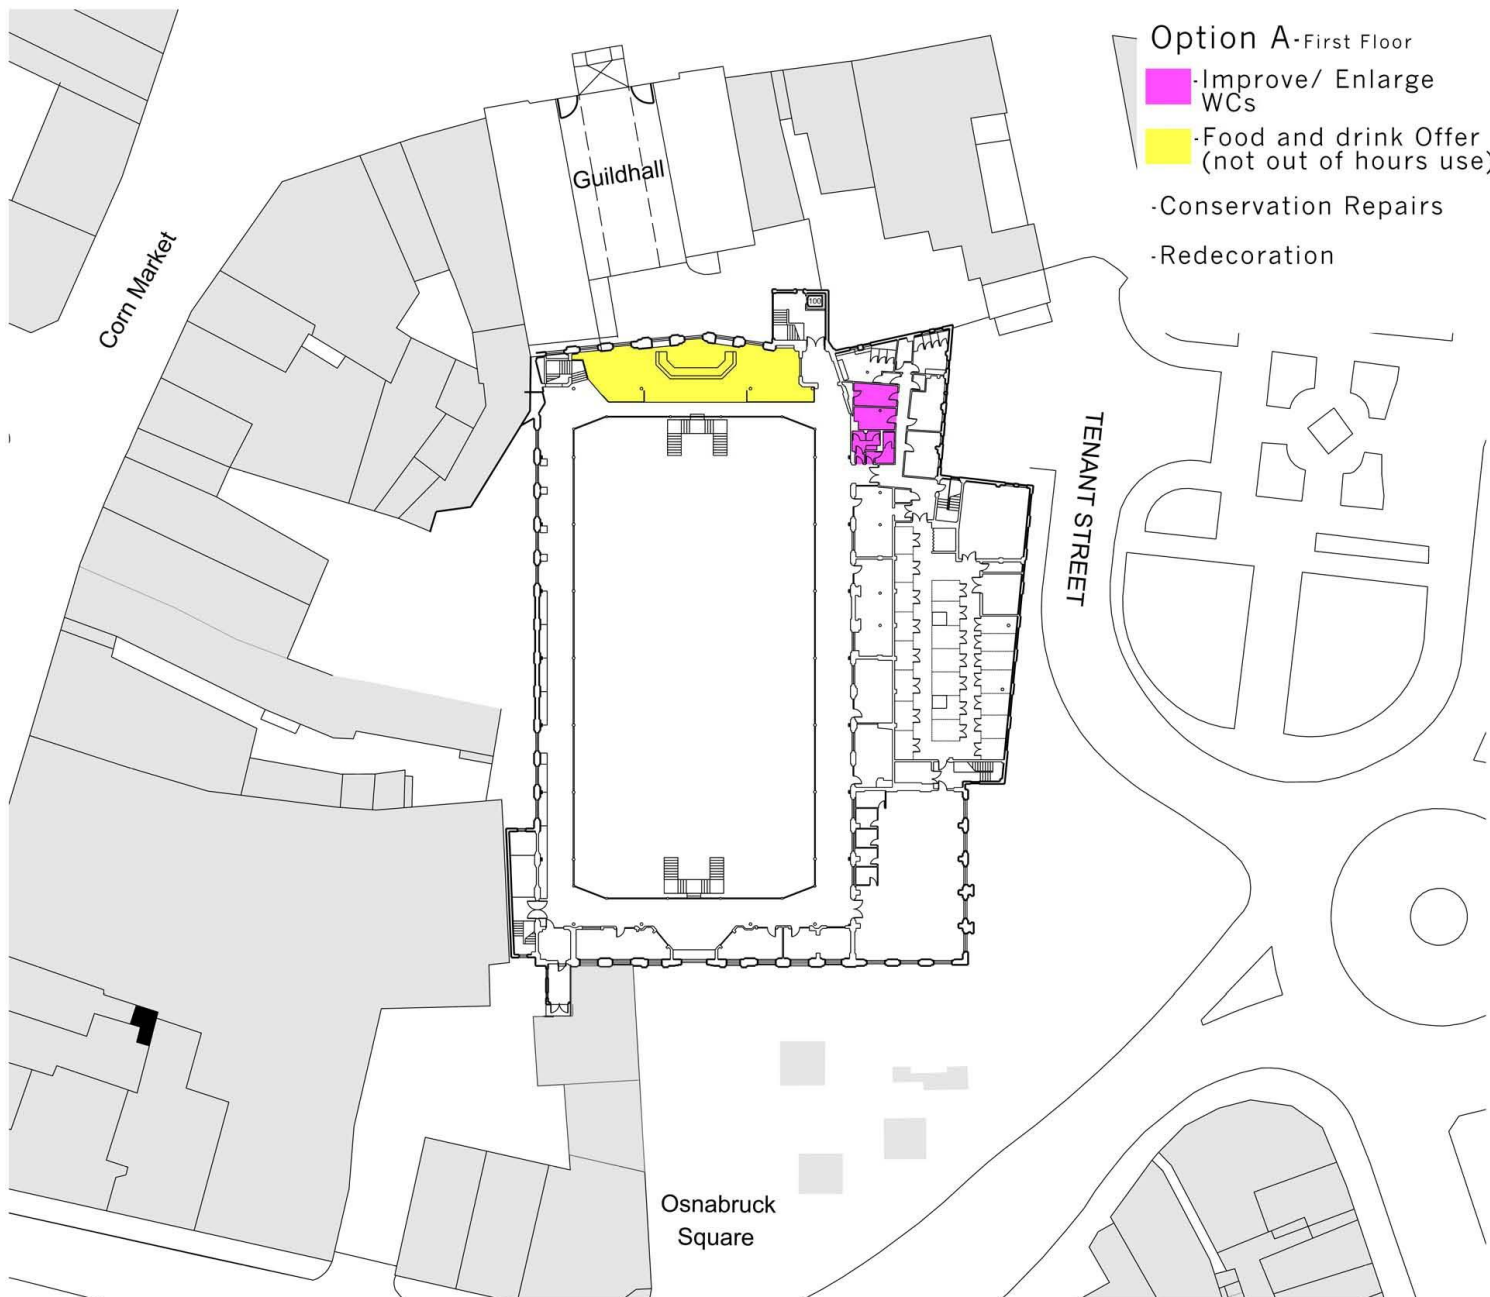 Option A-First Floor
-Improve/ Enlarge
WCs
-Food and drink Offer
(not out of hours use)
-Conservation Repairs
-Redecoration
Guildhall
Corn Market
100
TENANT STREET
Osnabruck
Square